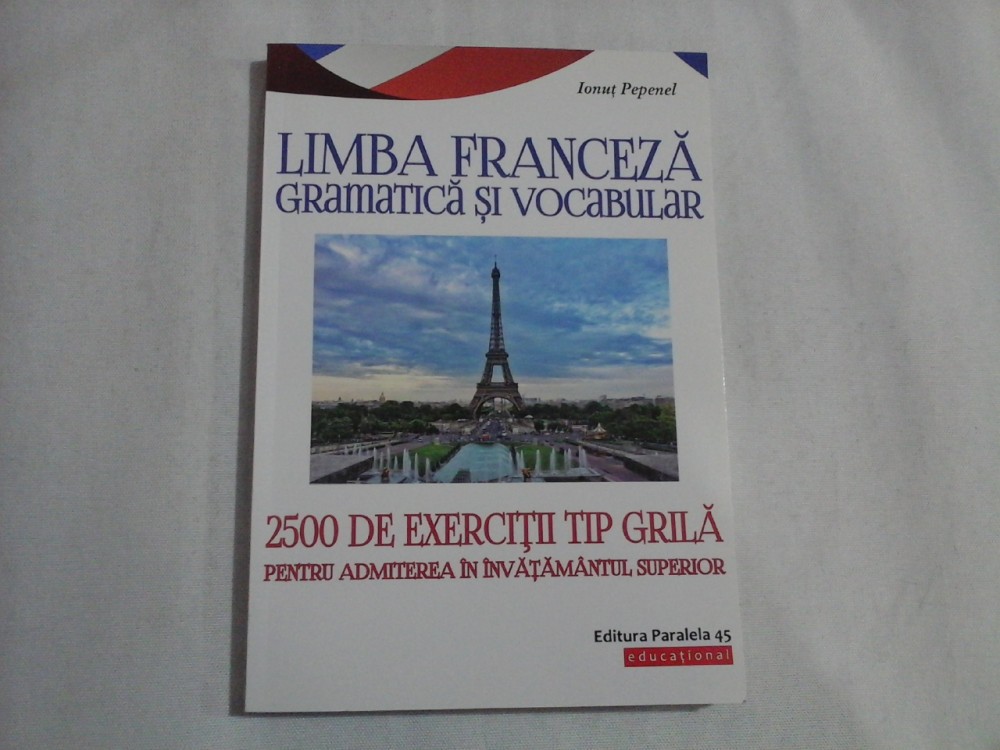 Ionuț Pepenel
LIMBA FRANCEZĂ
GRAMATICĂ ȘI VOCABULAR
2500 DE EXERCIȚII TIP GRILĂ
PENTRU ADMITEREA ÎN ÎNVĂȚĂMÂNTUL SUPERIOR
Editura Paralela 45
educațional